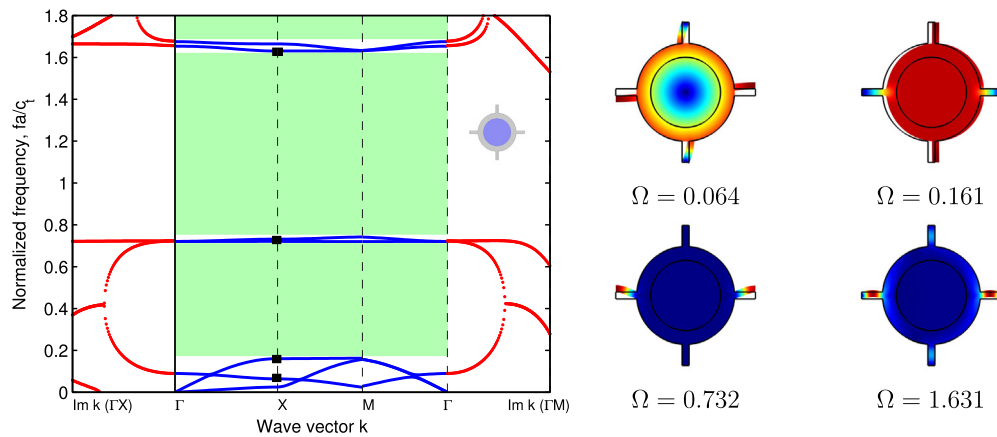 1.8
1.6
1.4
1.2
1
0.8
0.6
0.4
0.2
0
Normalized frequency, fa/c_t
Im k (ΓX)
Γ
X
M
Γ
Im k (ΓM)
Wave vector k
Ω = 0.064
Ω = 0.161
Ω = 0.732
Ω = 1.631